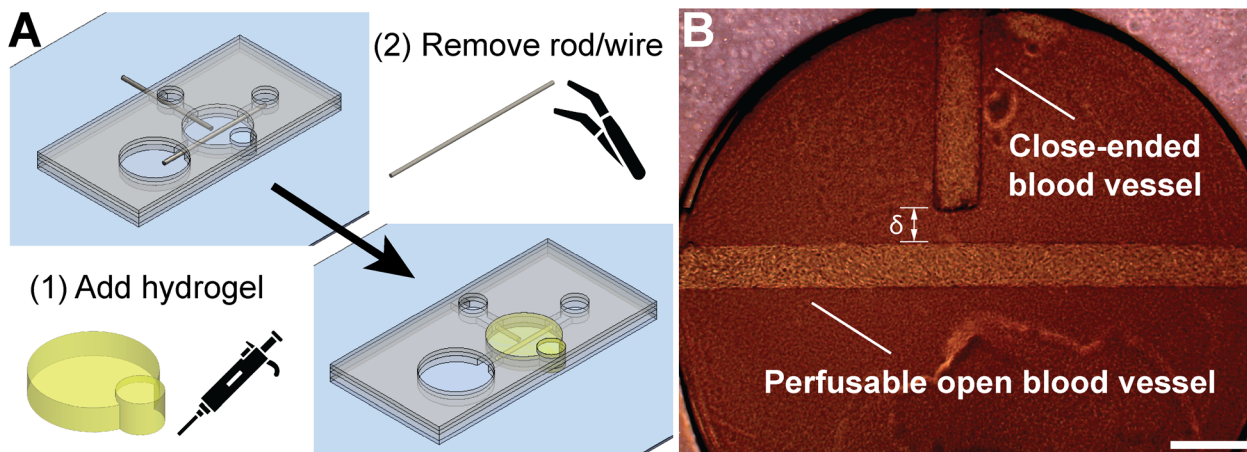 A
(2) Remove rod/wire
(1) Add hydrogel
B
Close-ended
blood vessel
δ
Perfusable open blood vessel